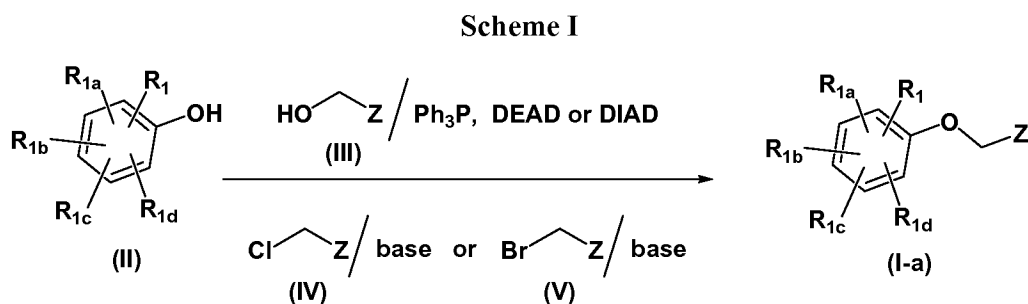 Scheme I
R1a R1 OH
R1b
R1c R1d
(II)
HO Z / Ph3P, DEAD or DIAD
(III)
Cl Z / base or Br Z / base
(IV) (V)
R1a R1 O Z
R1b
R1c R1d
(I-a)